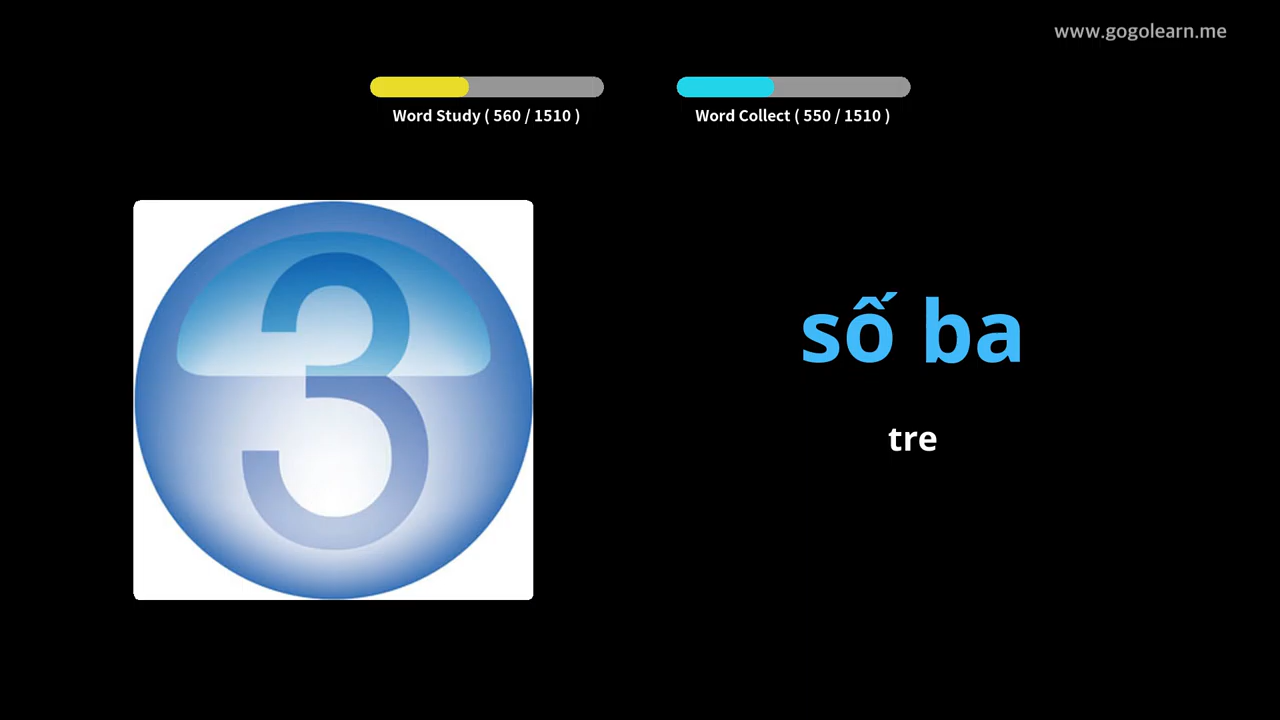 www.gogolearn.me
Word Study ( 560 / 1510 )
Word Collect ( 550 / 1510 )
3
số ba
tre